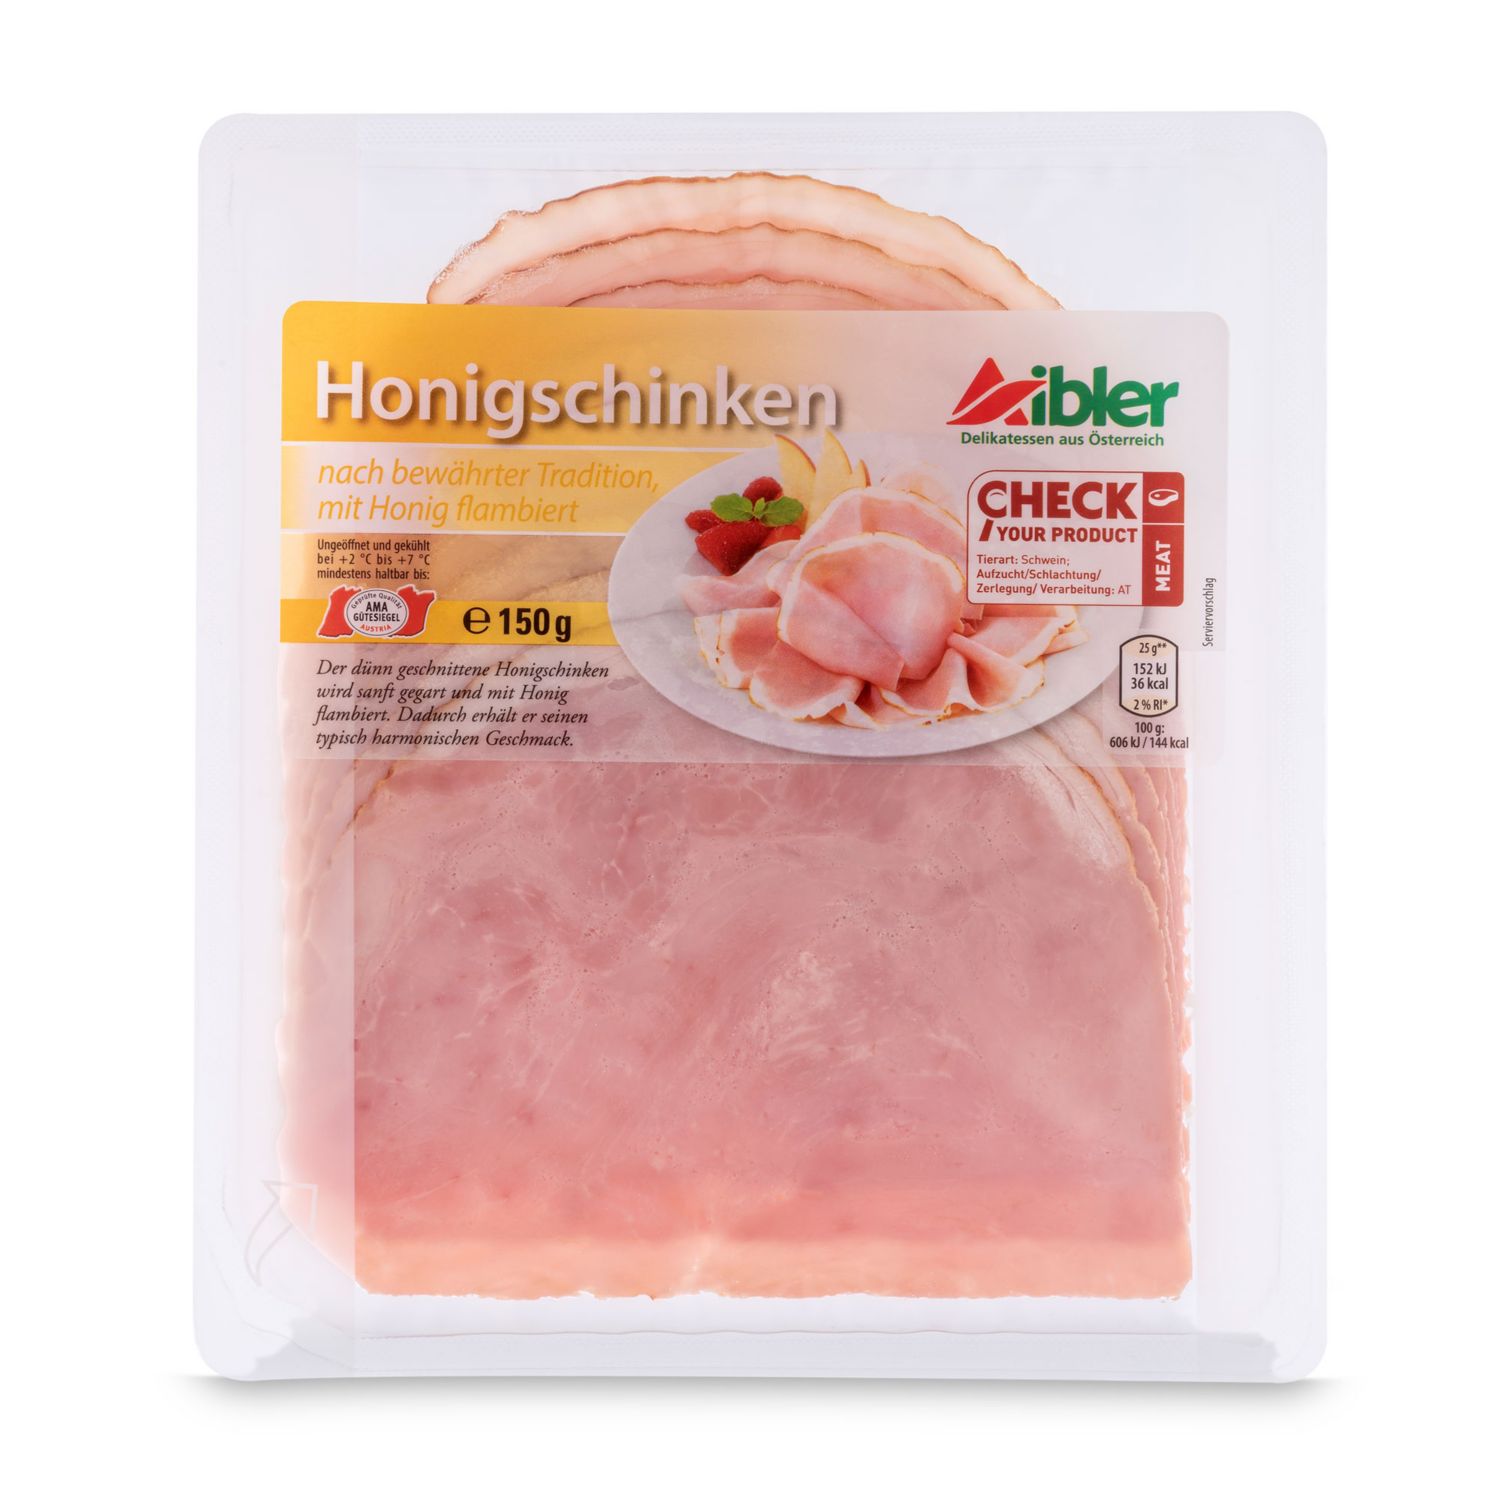 Honigschinken
nach bewährter Tradition,
mit Honig flambiert
Ungeöffnet und gekühlt
bei +2 °C bis +7 °C
mindestens haltbar bis:
Geprüfte Qualität
AMA
GÜTESIEGEL
AUSTRIA
℮ 150 g
Der dünn geschnittene Honigschinken
wird sanft gegart und mit Honig
flambiert. Dadurch erhält er seinen
typisch harmonischen Geschmack.
Aibler
Delikatessen aus Österreich
CHECK
YOUR PRODUCT
MEAT
Tierart: Schwein;
Aufzucht/Schlachtung/
Zerlegung/ Verarbeitung: AT
Serviervorschlag
25 g**
152 kJ
36 kcal
2 % RI*
100 g:
606 kJ / 144 kcal